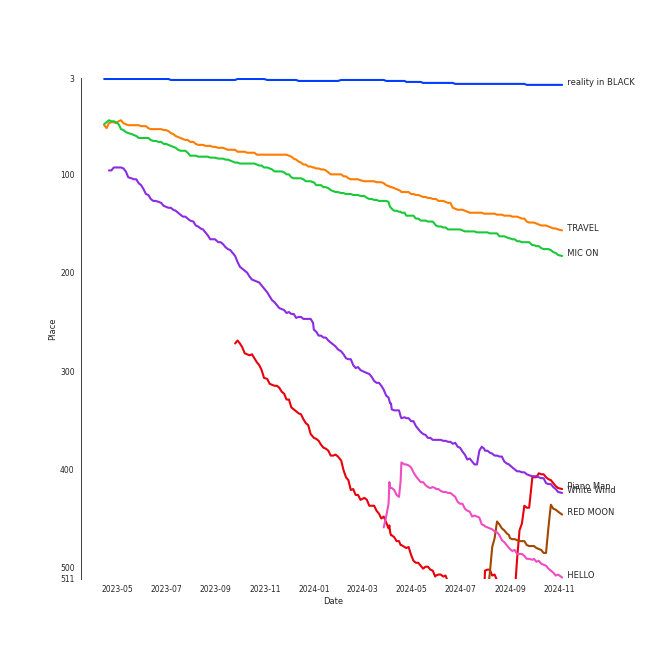 3
100
200
300
400
500
511
Place
2023-05
2023-07
2023-09
2023-11
2024-01
2024-03
2024-05
2024-07
2024-09
2024-11
Date
reality in BLACK
TRAVEL
MIC ON
Piano Man
White Wind
RED MOON
HELLO